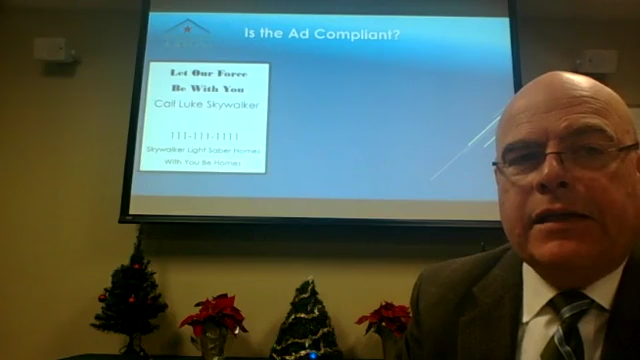 Is the Ad Compliant?
Let Our Force
Be With You
Call Luke Skywalker
111-111-1111
Skywalker Light Saber Homes
With You Be Homes